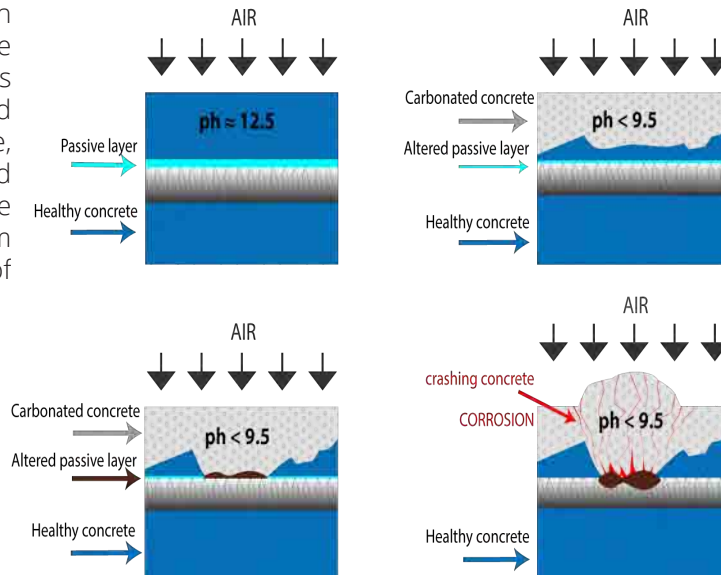 n
e
s
d
e,
d
e
n
of
AIR
ph ≈ 12.5
Passive layer
Healthy concrete
AIR
Carbonated concrete
ph < 9.5
Altered passive layer
Healthy concrete
AIR
Carbonated concrete
ph < 9.5
Altered passive layer
Healthy concrete
AIR
crashing concrete
CORROSION
ph < 9.5
Healthy concrete